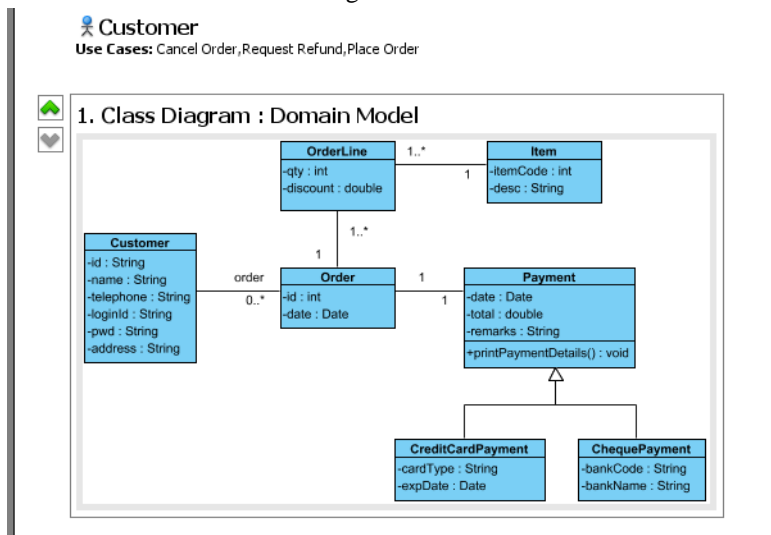 Customer
Use Cases: Cancel Order,Request Refund,Place Order
1. Class Diagram : Domain Model
OrderLine
-qty : int
-discount : double
1..*
1
Item
-itemCode : int
-desc : String
1..*
1
Customer
-id : String
-name : String
-telephone : String
-loginId : String
-pwd : String
-address : String
order
0..*
Order
-id : int
-date : Date
1
1
Payment
-date : Date
-total : double
-remarks : String
+printPaymentDetails() : void
CreditCardPayment
-cardType : String
-expDate : Date
ChequePayment
-bankCode : String
-bankName : String